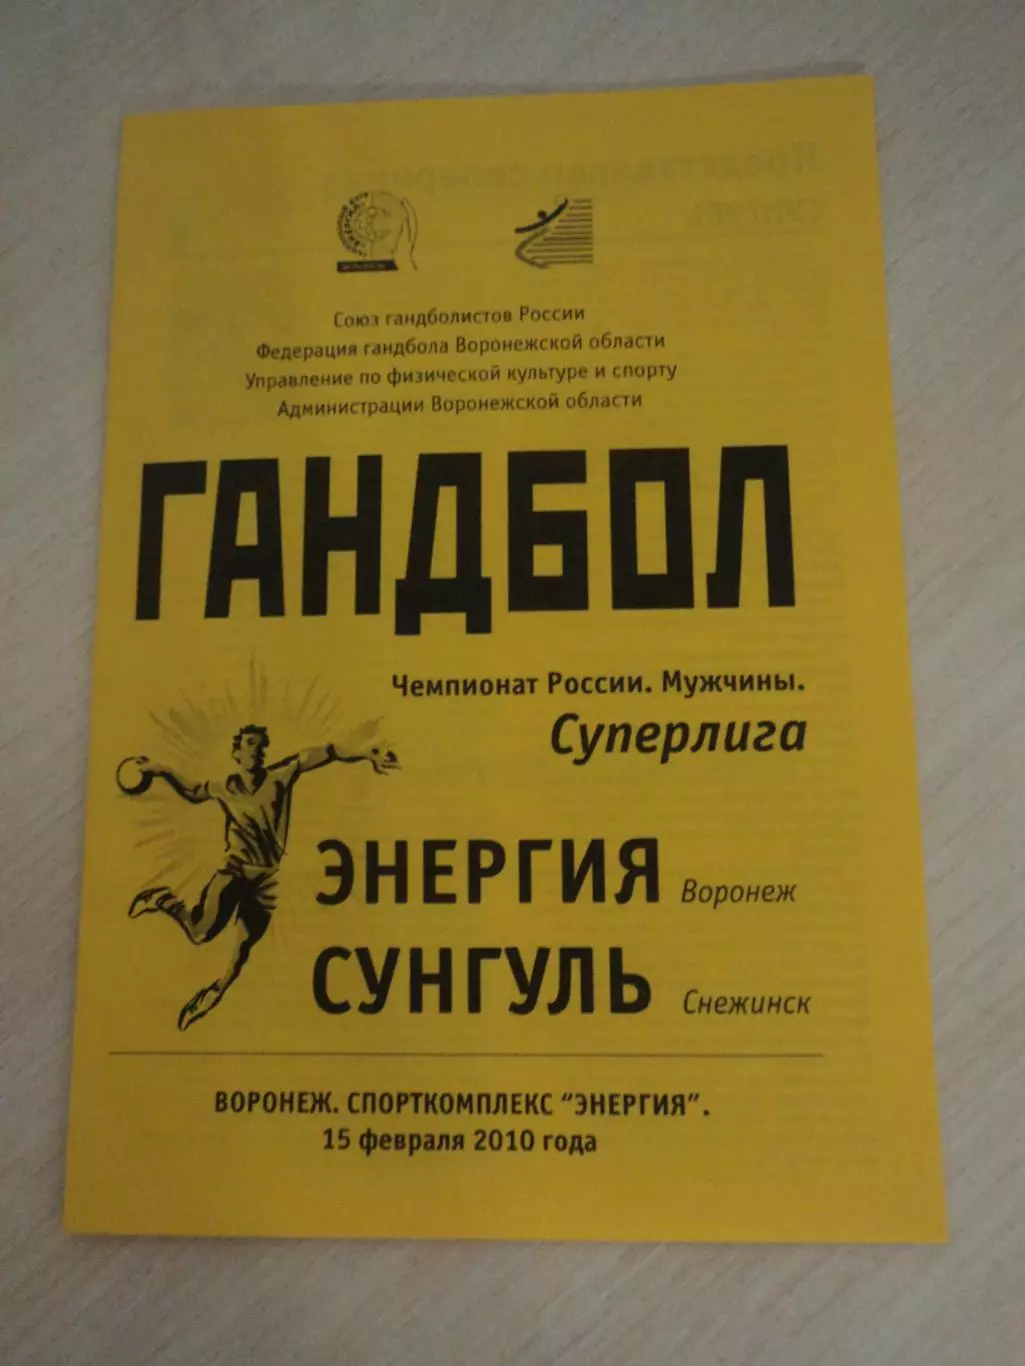 Союз гандболистов России
Федерация гандбола Воронежской области
Управление по физической культуре и спорту
Администрации Воронежской области
ГАНДБОЛ
Чемпионат России. Мужчины.
Суперлига
ЭНЕРГИЯ Воронеж
СУНГУЛЬ Снежинск
ВОРОНЕЖ. СПОРТКОМПЛЕКС "ЭНЕРГИЯ".
15 февраля 2010 года